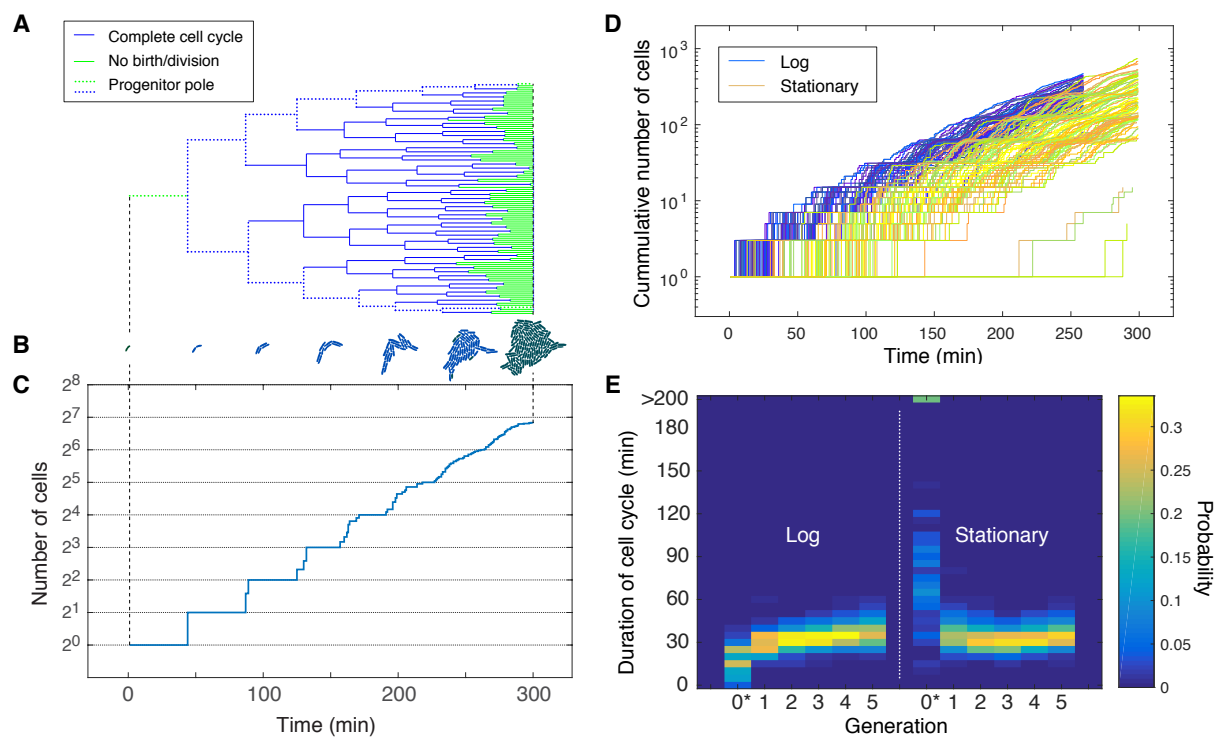 A
Complete cell cycle
No birth/division
Progenitor pole
B
C
2^8
2^7
2^6
2^5
2^4
2^3
2^2
2^1
2^0
Number of cells
0 100 200 300
Time (min)
D
Log
Stationary
10^3
10^2
10^1
10^0
Cummulative number of cells
0 50 100 150 200 250 300
Time (min)
E
>200
180
150
120
90
60
30
0
Duration of cell cycle (min)
Log Stationary
0* 1 2 3 4 5 0* 1 2 3 4 5
Generation
0.3
0.25
0.2
0.15
0.1
0.05
0
Probability